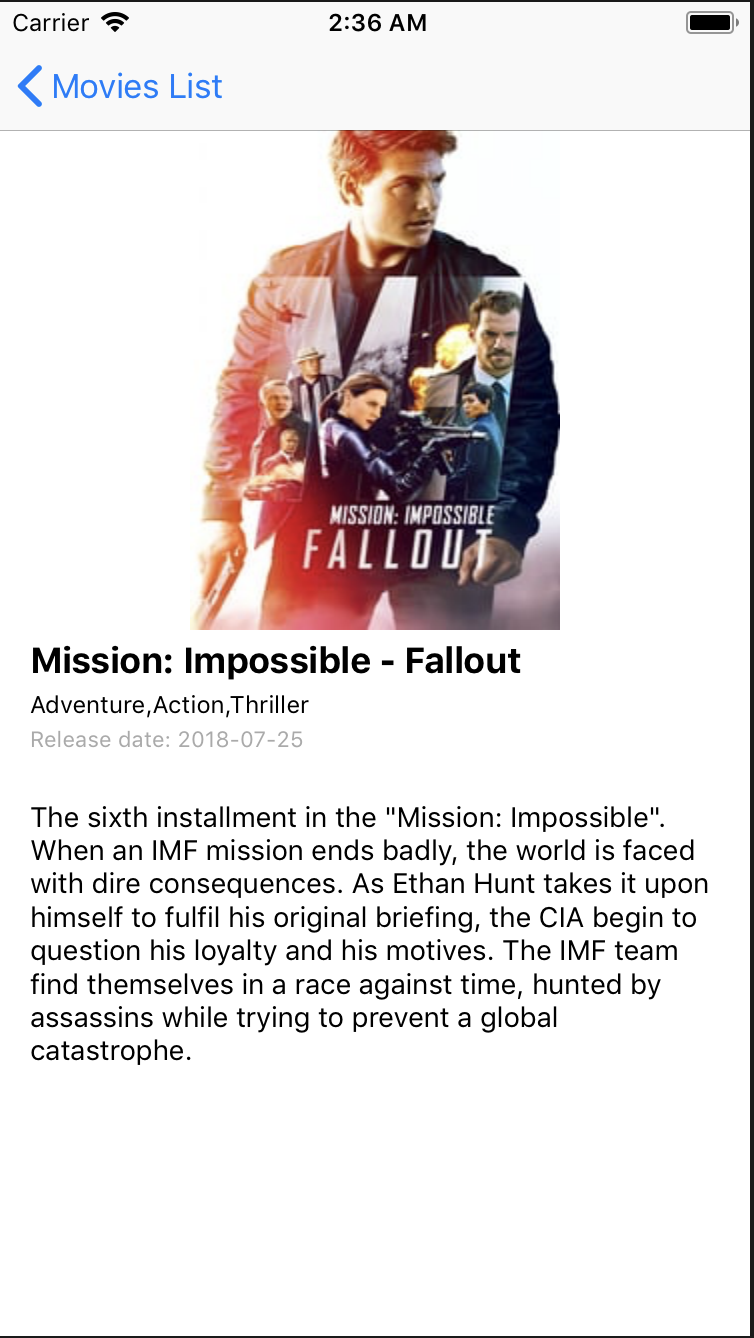 Carrier 2:36 AM
Movies List
MISSION: IMPOSSIBLE
FALLOUT
Mission: Impossible - Fallout
Adventure,Action,Thriller
Release date: 2018-07-25
The sixth installment in the "Mission: Impossible".
When an IMF mission ends badly, the world is faced
with dire consequences. As Ethan Hunt takes it upon
himself to fulfil his original briefing, the CIA begin to
question his loyalty and his motives. The IMF team
find themselves in a race against time, hunted by
assassins while trying to prevent a global
catastrophe.